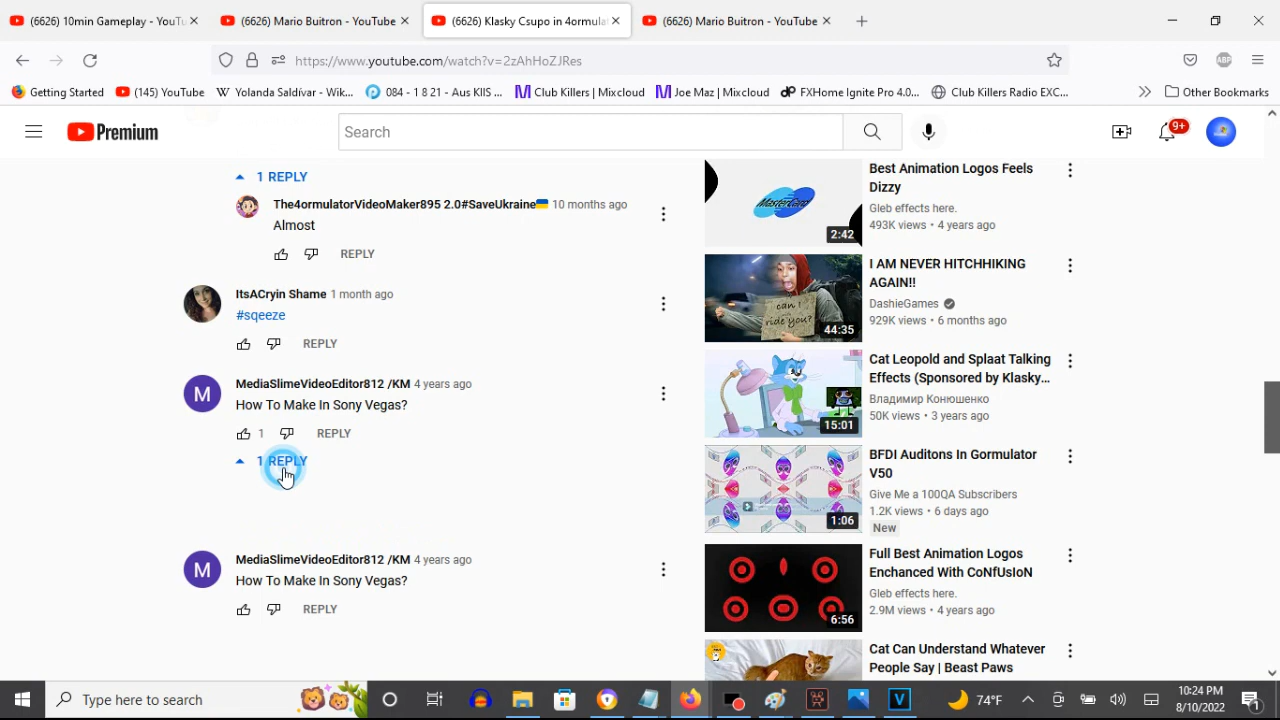 (6626) 10min Gameplay - YouTu
(6626) Mario Buitron - YouTube
(6626) Klasky Csupo in 4ormula
(6626) Mario Buitron - YouTube
https://www.youtube.com/watch?v=2zAhHoZJRes
ABP
Getting Started
(145) YouTube
Yolanda Saldívar - Wik...
084 - 1 8 21 - Aus KIIS ...
Club Killers | Mixcloud
Joe Maz | Mixcloud
FXHome Ignite Pro 4.0...
Club Killers Radio EXC...
Other Bookmarks
Premium
Search
9+
1 REPLY
The4ormulatorVideoMaker895 2.0#SaveUkraine🇺🇦 10 months ago
Almost
REPLY
ItsACryin Shame 1 month ago
#sqeeze
REPLY
M
MediaSlimeVideoEditor812 /KM 4 years ago
How To Make In Sony Vegas?
1 REPLY
1 REPLY
M
MediaSlimeVideoEditor812 /KM 4 years ago
How To Make In Sony Vegas?
REPLY
MasterCard
2:42
Best Animation Logos Feels
Dizzy
Gleb effects here.
493K views • 4 years ago
can I
ride you?
44:35
I AM NEVER HITCHHIKING
AGAIN!!
DashieGames
929K views • 6 months ago
15:01
Cat Leopold and Splaat Talking
Effects (Sponsored by Klasky...
Владимир Конюшенко
50K views • 3 years ago
1:06
BFDI Auditons In Gormulator
V50
Give Me a 100QA Subscribers
1.2K views • 6 days ago
New
6:56
Full Best Animation Logos
Enchanced With CoNfUsIoN
Gleb effects here.
2.9M views • 4 years ago
Cat Can Understand Whatever
People Say | Beast Paws
Type here to search
V
74°F
10:24 PM
8/10/2022
1